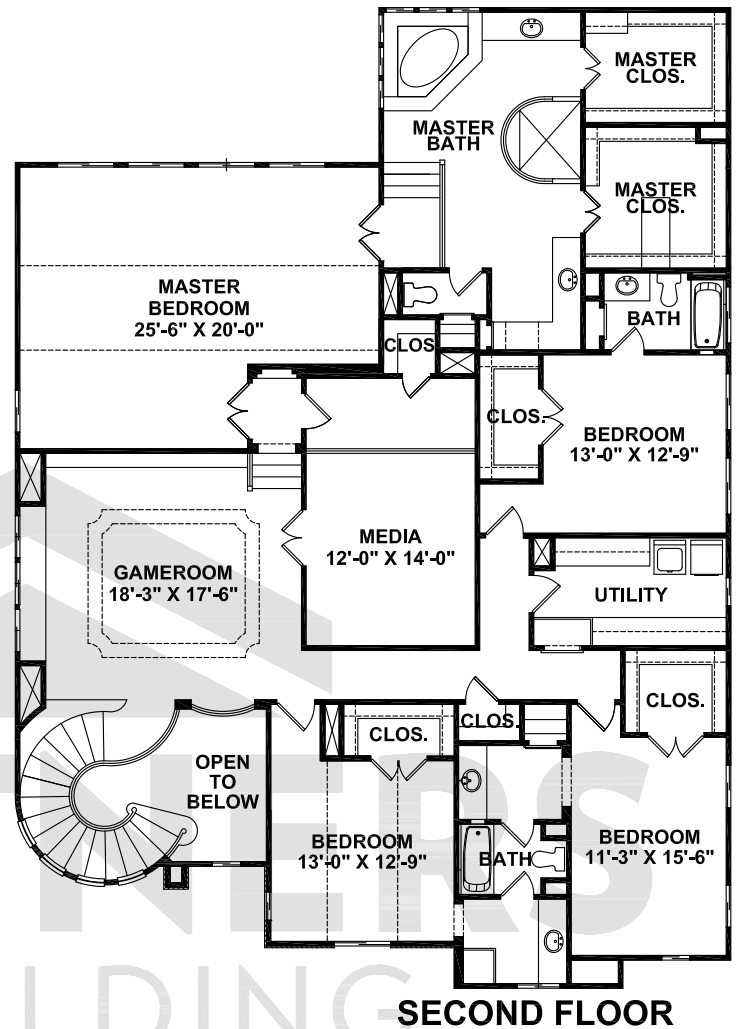 MASTER
CLOS.
MASTER
BATH
MASTER
CLOS.
MASTER
BEDROOM
25'-6" X 20'-0"
BATH
CLOS
CLOS.
BEDROOM
13'-0" X 12'-9"
MEDIA
12'-0" X 14'-0"
GAMEROOM
18'-3" X 17'-6"
UTILITY
CLOS.
CLOS.
CLOS.
OPEN
TO
BELOW
BEDROOM
13'-0" X 12'-9"
BATH
BEDROOM
11'-3" X 15'-6"
NERS
LDING
SECOND FLOOR